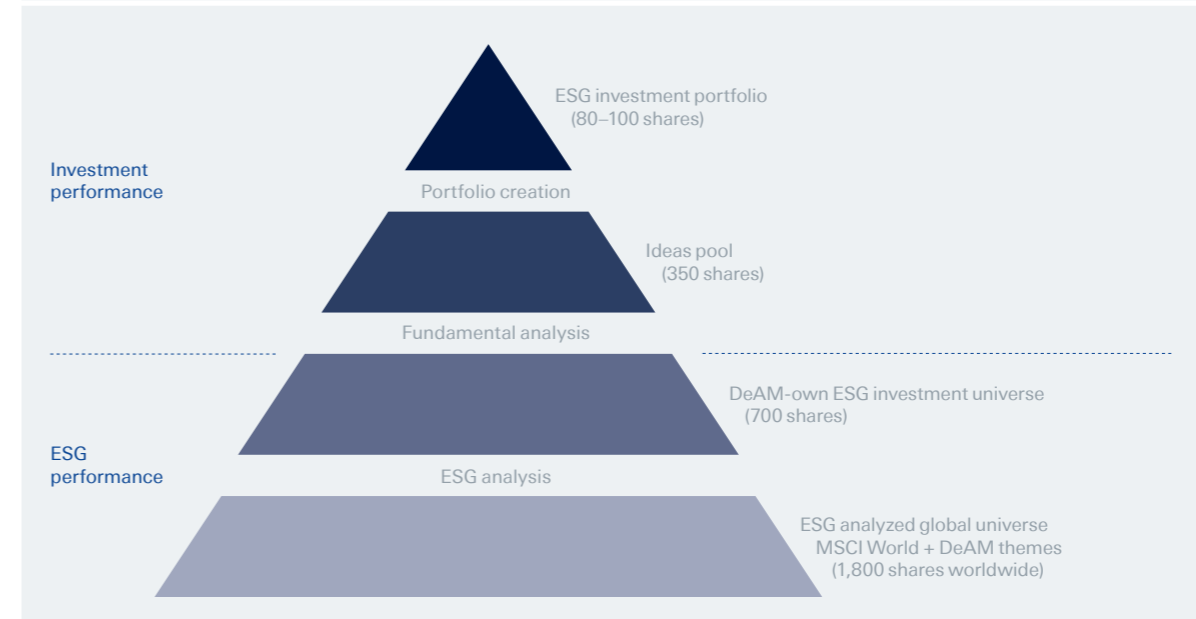 ESG investment portfolio
(80–100 shares)
Investment
performance
Portfolio creation
Ideas pool
(350 shares)
Fundamental analysis
DeAM-own ESG investment universe
(700 shares)
ESG
performance
ESG analysis
ESG analyzed global universe
MSCI World + DeAM themes
(1,800 shares worldwide)